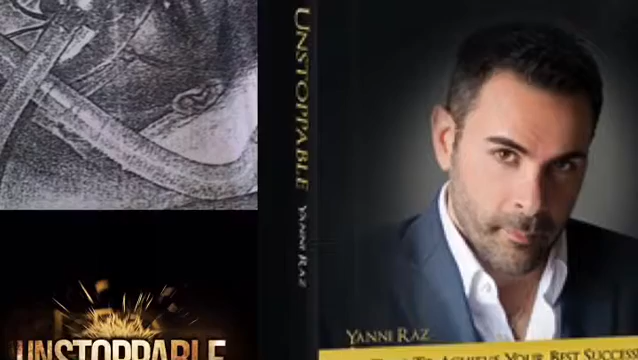 UNSTOPPABLE
YANNI RAZ
YANNI RAZ
TO ACHIEVE YOUR BEST SUCCESS
UNSTOPPABLE